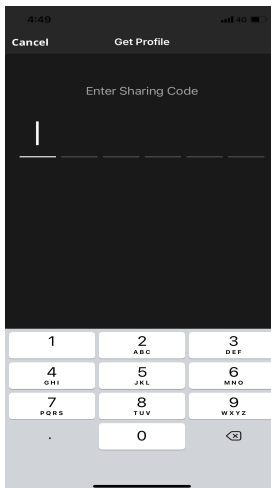 4:49 4G
Cancel Get Profile
Enter Sharing Code
1 2 3
ABC DEF
4 5 6
GHI JKL MNO
7 8 9
PQRS TUV WXYZ
. 0